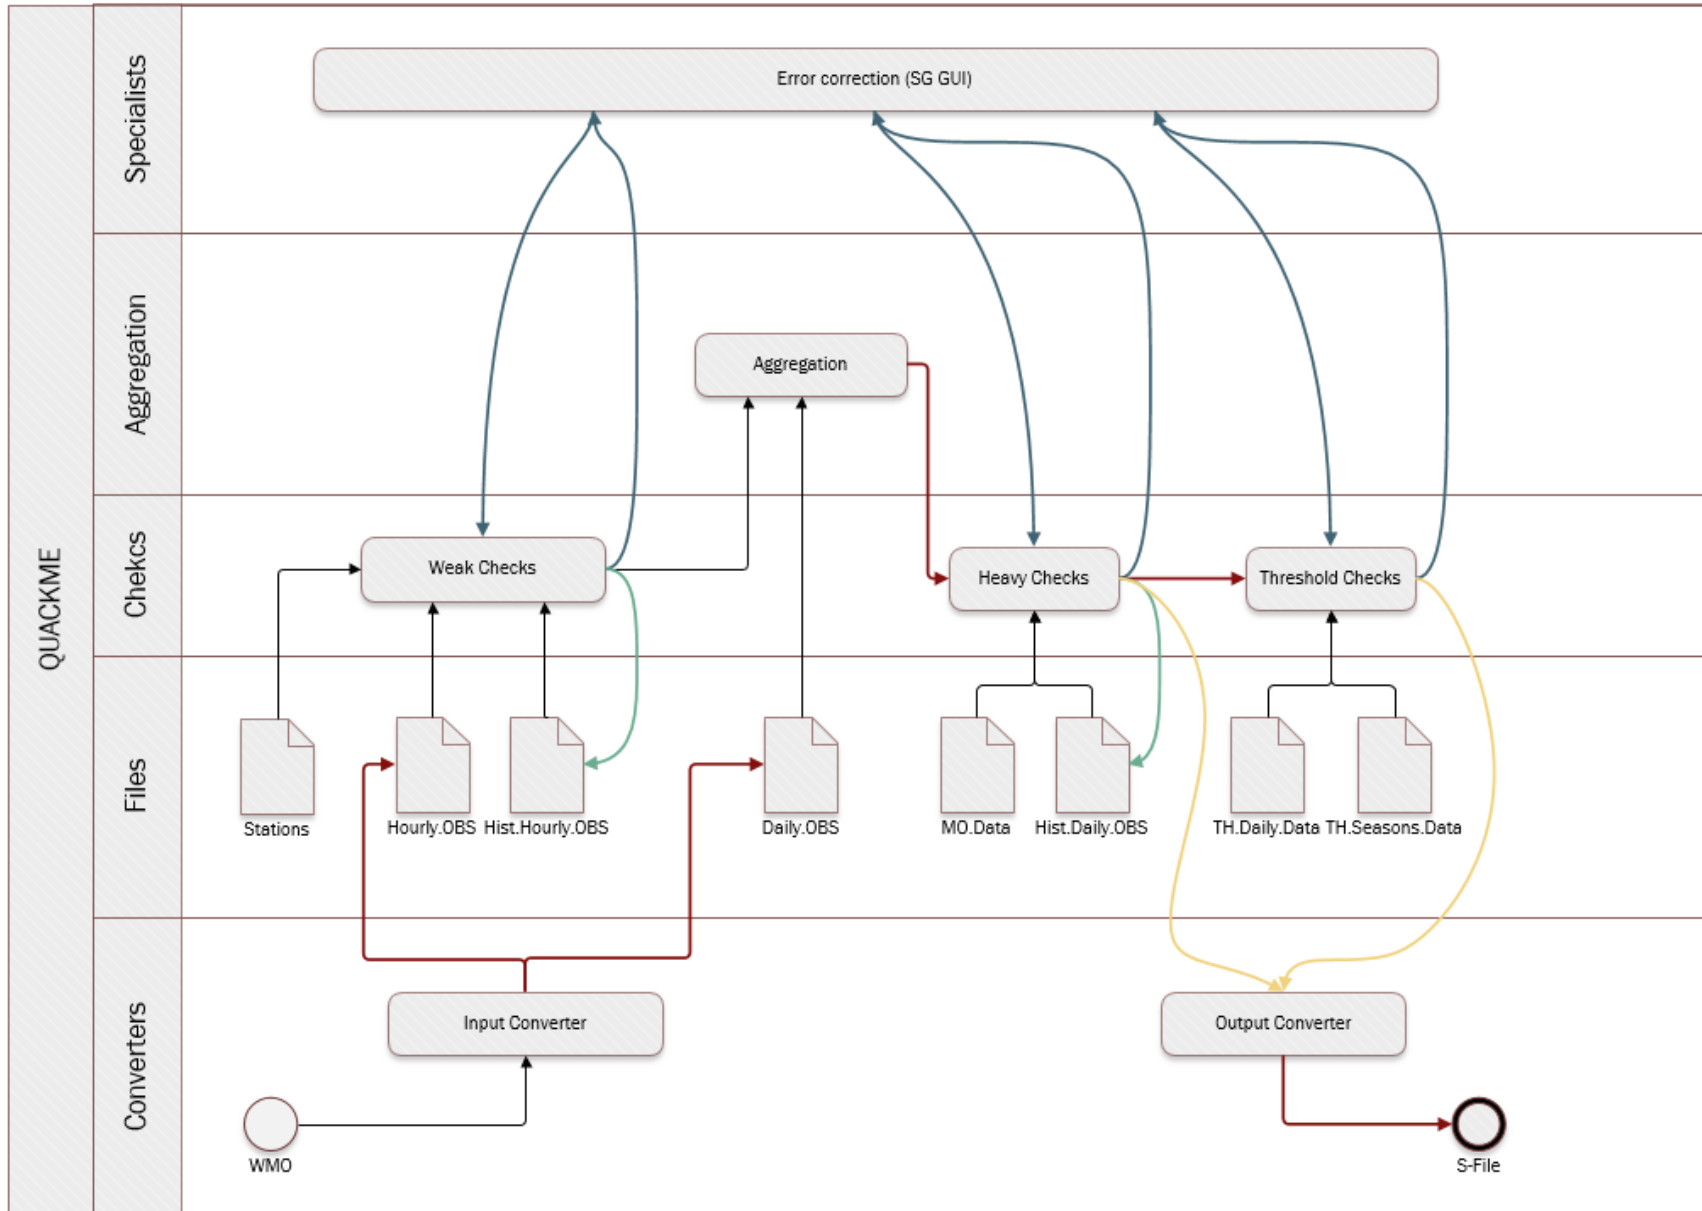 QUACKME
Specialists
Error correction (SG GUI)
Aggregation
Aggregation
Chekcs
Weak Checks
Heavy Checks
Threshold Checks
Files
Stations
Hourly.OBS
Hist.Hourly.OBS
Daily.OBS
MO.Data
Hist.Daily.OBS
TH.Daily.Data
TH.Seasons.Data
Converters
Input Converter
Output Converter
WMO
S-File